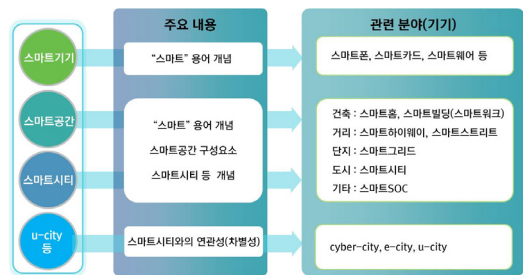 주요 내용
관련 분야(기기)
스마트기기
"스마트" 용어 개념
스마트폰, 스마트카드, 스마트웨어 등
스마트공간
스마트시티
"스마트" 용어 개념
스마트공간 구성요소
스마트시티 등 개념
건축 : 스마트홈, 스마트빌딩(스마트워크)
거리 : 스마트하이웨이, 스마트스트리트
단지 : 스마트그리드
도시 : 스마트시티
기타 : 스마트SOC
u-city
등
스마트시티와의 연관성(차별성)
cyber-city, e-city, u-city